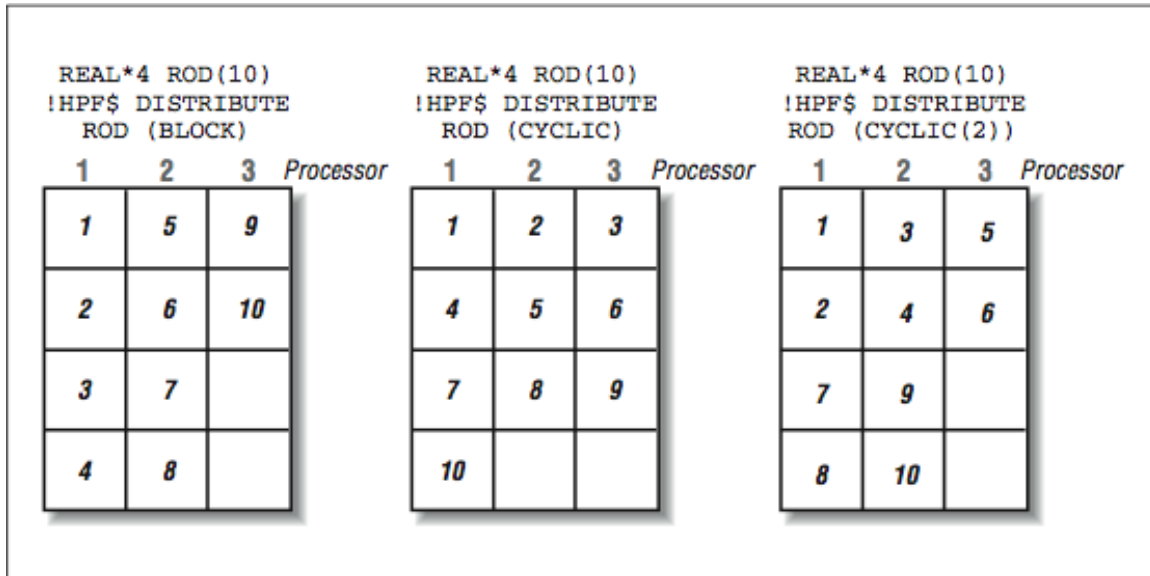 REAL*4 ROD(10)
!HPF$ DISTRIBUTE
ROD (BLOCK)
1 2 3 Processor
1 5 9
2 6 10
3 7
4 8
REAL*4 ROD(10)
!HPF$ DISTRIBUTE
ROD (CYCLIC)
1 2 3 Processor
1 2 3
4 5 6
7 8 9
10
REAL*4 ROD(10)
!HPF$ DISTRIBUTE
ROD (CYCLIC(2))
1 2 3 Processor
1 3 5
2 4 6
7 9
8 10